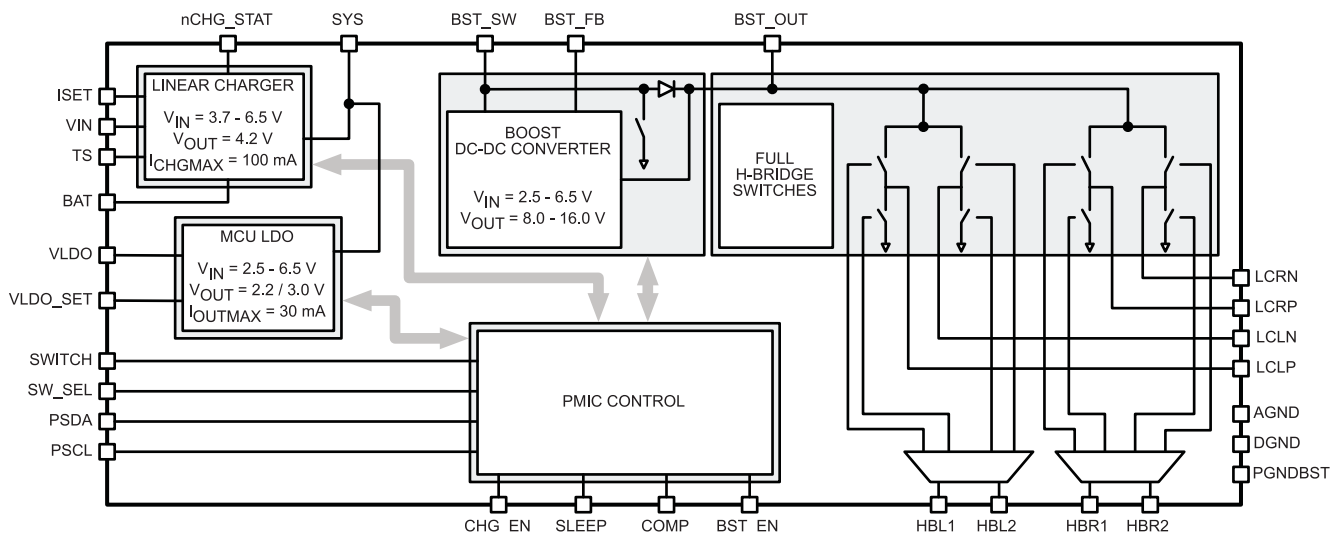 nCHG_STAT
SYS
BST_SW
BST_FB
BST_OUT
ISET
VIN
TS
BAT
VLDO
VLDO_SET
SWITCH
SW_SEL
PSDA
PSCL
LINEAR CHARGER
VIN = 3.7 - 6.5 V
VOUT = 4.2 V
ICHGMAX = 100 mA
MCU LDO
VIN = 2.5 - 6.5 V
VOUT = 2.2 / 3.0 V
IOUTMAX = 30 mA
BOOST
DC-DC CONVERTER
VIN = 2.5 - 6.5 V
VOUT = 8.0 - 16.0 V
FULL
H-BRIDGE
SWITCHES
PMIC CONTROL
LCRN
LCRP
LCLN
LCLP
AGND
DGND
PGNDBST
CHG_EN
SLEEP
COMP
BST_EN
HBL1
HBL2
HBR1
HBR2